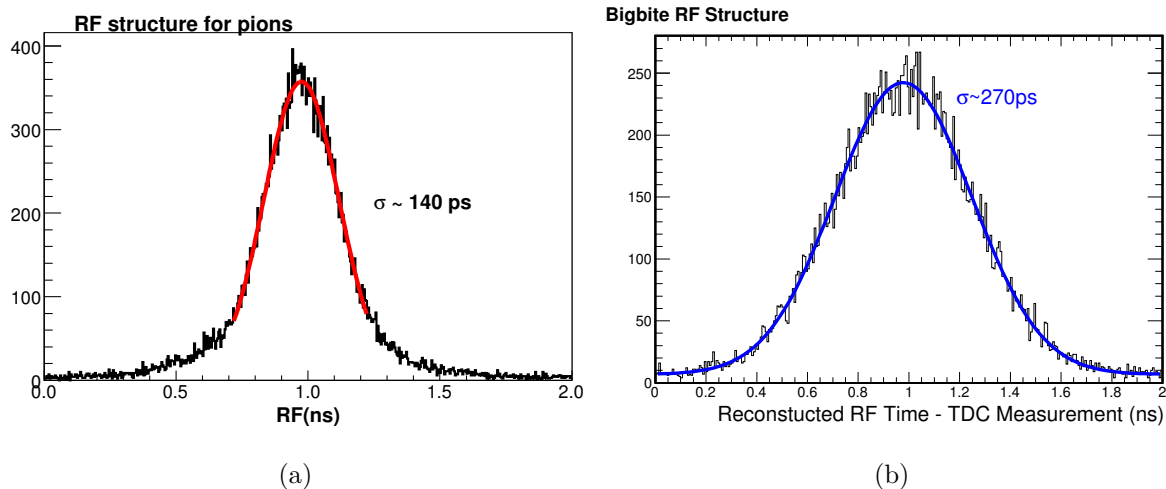 RF structure for pions
400
300
200
100
0
σ ~ 140 ps
0.0 0.5 1.0 1.5 2.0
RF(ns)
(a)
Bigbite RF Structure
250
200
150
100
50
0
σ~270ps
0 0.2 0.4 0.6 0.8 1 1.2 1.4 1.6 1.8 2
Reconstucted RF Time - TDC Measurement (ns)
(b)